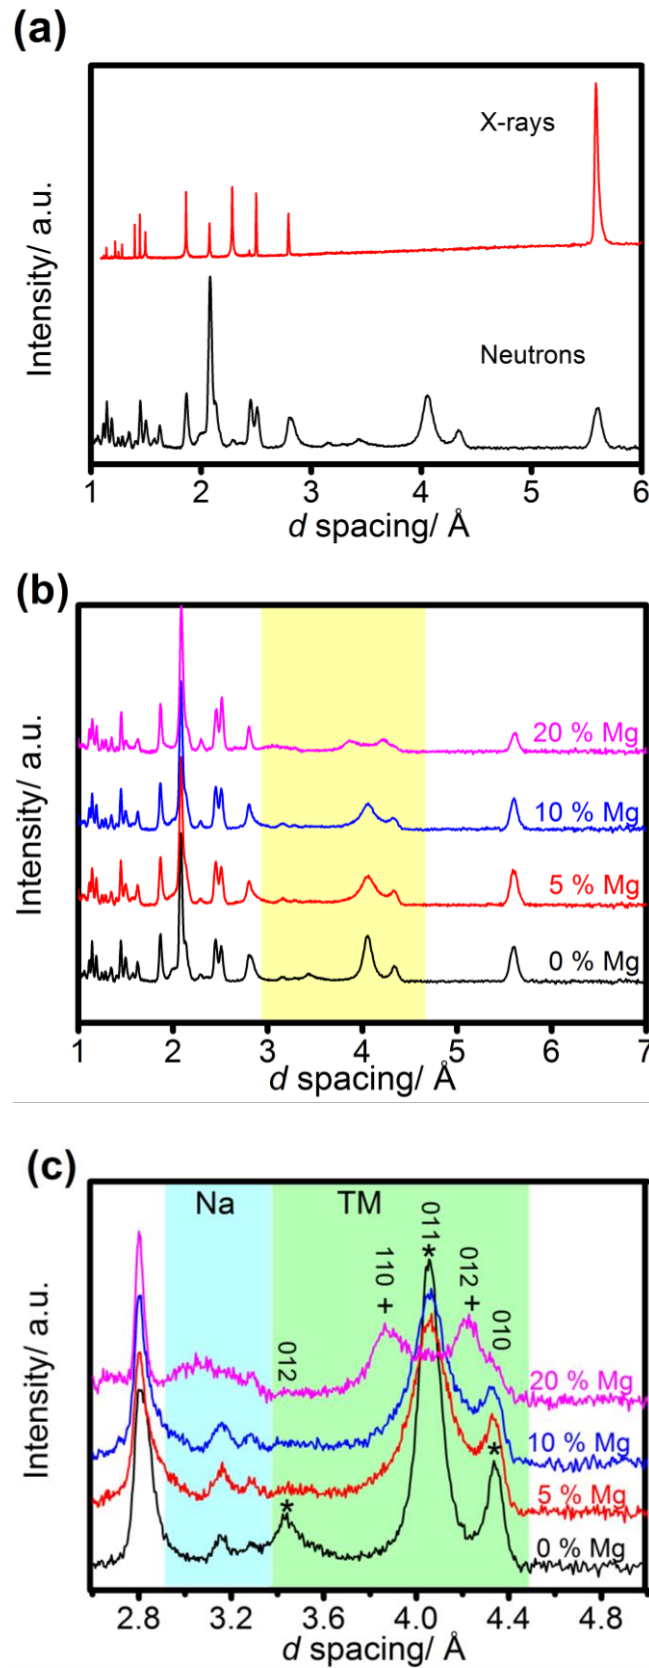 (a)
X-rays
Neutrons
Intensity/ a.u.
1 2 3 4 5 6
d spacing/ Å
(b)
20 % Mg
10 % Mg
5 % Mg
0 % Mg
Intensity/ a.u.
1 2 3 4 5 6 7
d spacing/ Å
(c)
Na TM
011 *
110 + 012 +
010
012
*
*
20 % Mg
10 % Mg
5 % Mg
0 % Mg
Intensity/ a.u.
2.8 3.2 3.6 4.0 4.4 4.8
d spacing/ Å